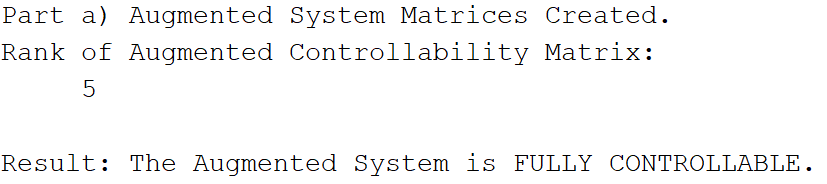 Part a) Augmented System Matrices Created.
Rank of Augmented Controllability Matrix:
5
Result: The Augmented System is FULLY CONTROLLABLE.